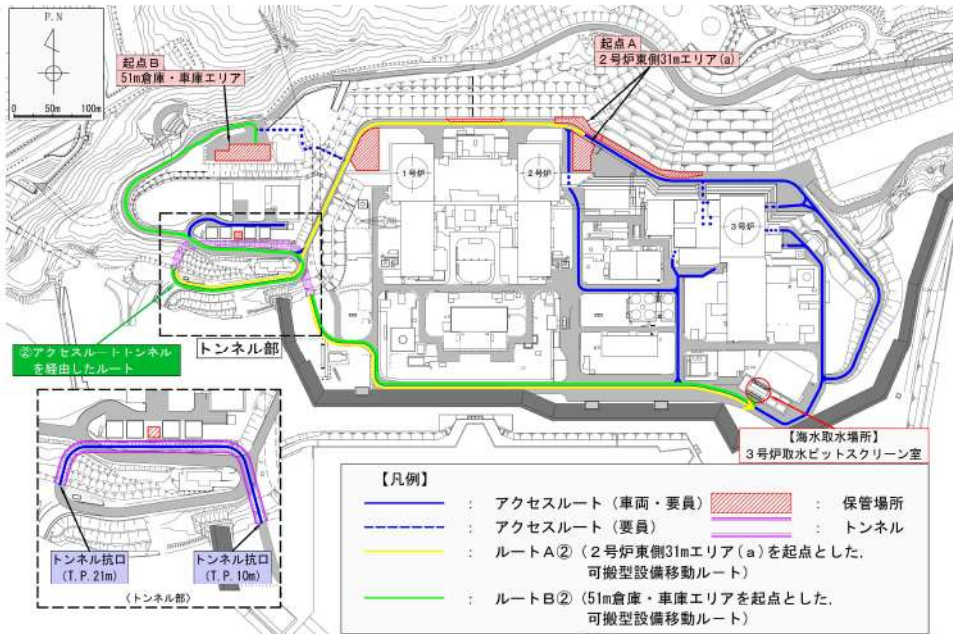 P.N
0 50m 100m
起点B
51m倉庫・車庫エリア
起点A
2号炉東側31mエリア(a)
1号炉
2号炉
3号炉
②アクセスルートトンネル
を経由したルート
トンネル部
【海水取水場所】
3号炉取水ピットスクリーン室
トンネル抗口
(T.P.21m)
トンネル抗口
(T.P.10m)
〈トンネル部〉
【凡例】
: アクセスルート（車両・要員）
: 保管場所
: アクセスルート（要員）
: トンネル
: ルートA②（2号炉東側31mエリア(a)を起点とした,
可搬型設備移動ルート）
: ルートB②（51m倉庫・車庫エリアを起点とした,
可搬型設備移動ルート）